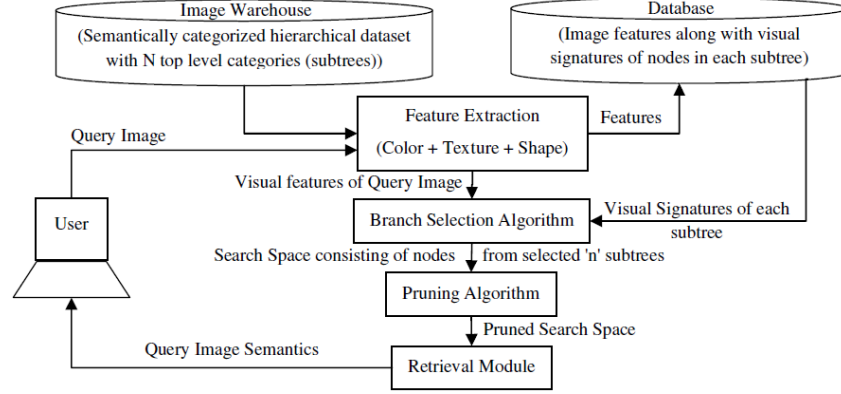 Image Warehouse
(Semantically categorized hierarchical dataset
with N top level categories (subtrees))
Database
(Image features along with visual
signatures of nodes in each subtree)
Feature Extraction
(Color + Texture + Shape)
Features
Query Image
Visual features of Query Image
User
Branch Selection Algorithm
Visual Signatures of each
subtree
Search Space consisting of nodes
from selected 'n' subtrees
Pruning Algorithm
Pruned Search Space
Query Image Semantics
Retrieval Module